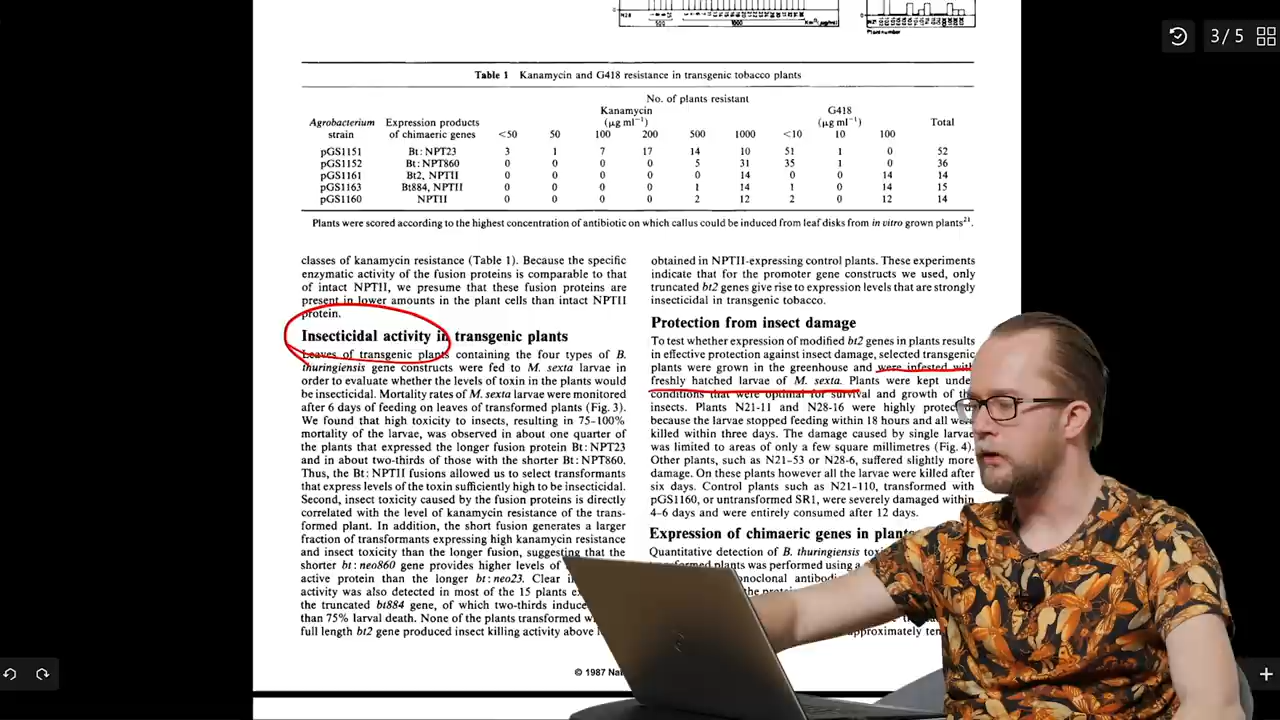 3 / 5
Table 1 Kanamycin and G418 resistance in transgenic tobacco plants
No. of plants resistant
Kanamycin G418
Agrobacterium Expression products (μg ml⁻¹) (μg ml⁻¹) Total
strain of chimaeric genes <50 50 100 200 500 1000 <10 10 100
pGS1151 Bt:NPT23 3 1 7 17 14 10 51 1 0 52
pGS1152 Bt:NPT860 0 0 0 0 5 31 35 1 0 36
pGS1161 Bt2, NPTII 0 0 0 0 0 14 0 0 14 14
pGS1163 Bt884, NPTII 0 0 0 0 1 14 1 0 14 15
pGS1160 NPTII 0 0 0 0 2 12 2 0 12 14
Plants were scored according to the highest concentration of antibiotic on which callus could be induced from leaf disks from in vitro grown plants²¹.
classes of kanamycin resistance (Table 1). Because the specific
enzymatic activity of the fusion proteins is comparable to that
of intact NPTII, we presume that these fusion proteins are
present in lower amounts in the plant cells than intact NPTII
protein.
Insecticidal activity in transgenic plants
Leaves of transgenic plants containing the four types of B.
thuringiensis gene constructs were fed to M. sexta larvae in
order to evaluate whether the levels of toxin in the plants would
be insecticidal. Mortality rates of M. sexta larvae were monitored
after 6 days of feeding on leaves of transformed plants (Fig. 3).
We found that high toxicity to insects, resulting in 75-100%
mortality of the larvae, was observed in about one quarter of
the plants that expressed the longer fusion protein Bt:NPT23
and in about two-thirds of those with the shorter Bt:NPT860.
Thus, the Bt:NPTII fusions allowed us to select transformants
that express levels of the toxin sufficiently high to be insecticidal.
Second, insect toxicity caused by the fusion proteins is directly
correlated with the level of kanamycin resistance of the trans-
formed plant. In addition, the short fusion generates a larger
fraction of transformants expressing high kanamycin resistance
and insect toxicity than the longer fusion, suggesting that the
shorter bt:neo860 gene provides higher levels of
active protein than the longer bt:neo23. Clear
activity was also detected in most of the 15 plants
the truncated bt884 gene, of which two-thirds
than 75% larval death. None of the plants transformed
full length bt2 gene produced insect killing activity above
obtained in NPTII-expressing control plants. These experiments
indicate that for the promoter gene constructs we used, only
truncated bt2 genes give rise to expression levels that are strongly
insecticidal in transgenic tobacco.
Protection from insect damage
To test whether expression of modified bt2 genes in plants results
in effective protection against insect damage, selected transgenic
plants were grown in the greenhouse and were infested with
freshly hatched larvae of M. sexta. Plants were kept unde
conditions that were optimal for survival and growth of th
insects. Plants N21-11 and N28-16 were highly protec
because the larvae stopped feeding within 18 hours and all we
killed within three days. The damage caused by single larva
was limited to areas of only a few square millimetres (Fig. 4).
Other plants, such as N21-53 or N28-6, suffered slightly more
damage. On these plants however all the larvae were killed after
six days. Control plants such as N21-110, transformed with
pGS1160, or untransformed SR1, were severely damaged within
4-6 days and were entirely consumed after 12 days.
Expression of chimaeric genes in plant
Quantitative detection of B. thuringiensis
plants was performed using a
© 1987